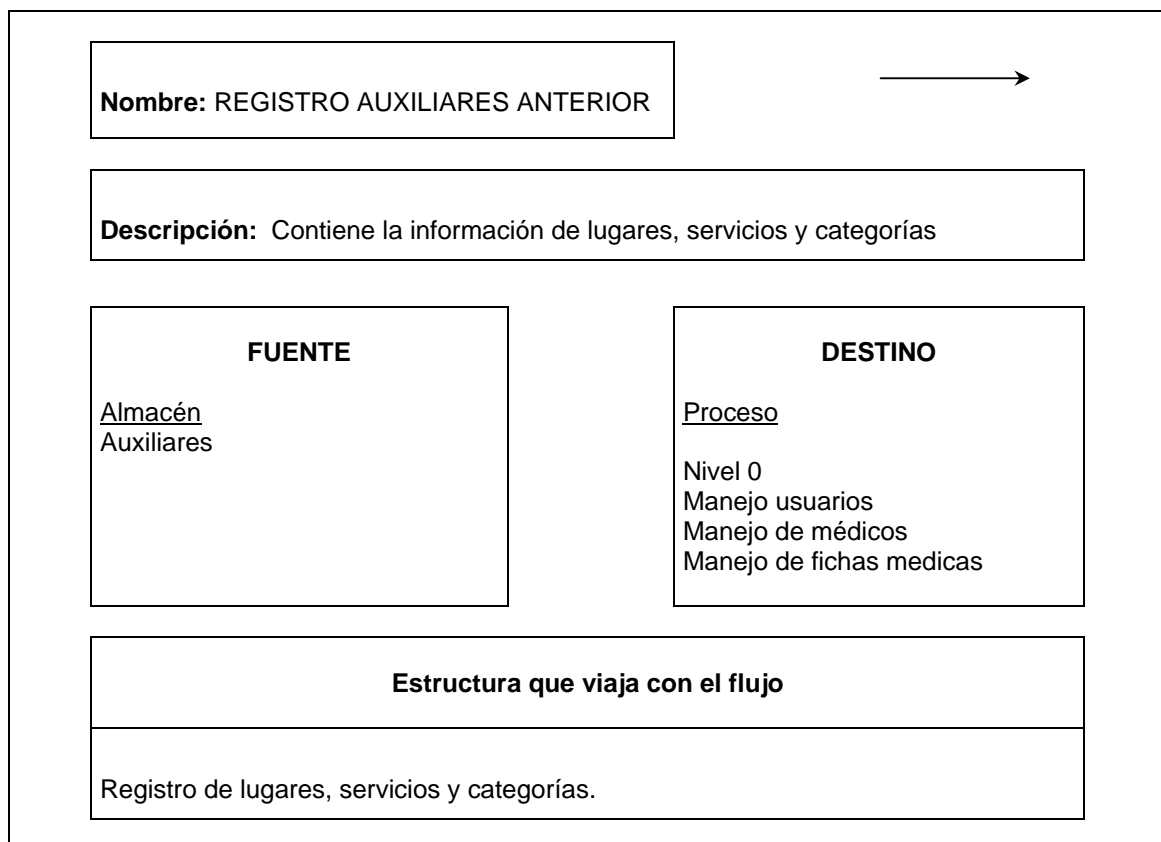 Nombre: REGISTRO AUXILIARES ANTERIOR
Descripción: Contiene la información de lugares, servicios y categorías
FUENTE
Almacén
Auxiliares
DESTINO
Proceso
Nivel 0
Manejo usuarios
Manejo de médicos
Manejo de fichas medicas
Estructura que viaja con el flujo
Registro de lugares, servicios y categorías.